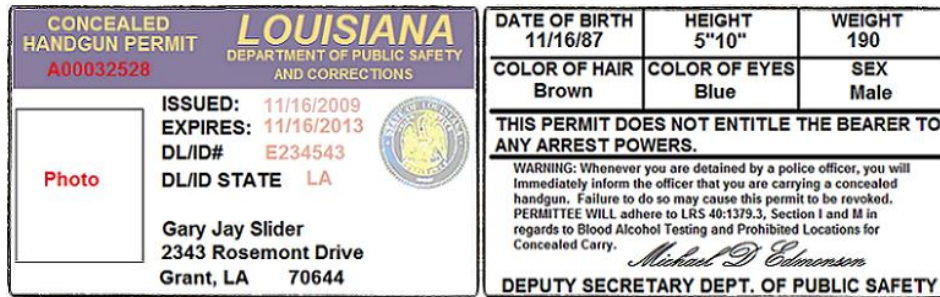 CONCEALED
HANDGUN PERMIT
A00032528
LOUISIANA
DEPARTMENT OF PUBLIC SAFETY
AND CORRECTIONS
Photo
ISSUED: 11/16/2009
EXPIRES: 11/16/2013
DL/ID# E234543
DL/ID STATE LA
Gary Jay Slider
2343 Rosemont Drive
Grant, LA 70644
DATE OF BIRTH
11/16/87
HEIGHT
5"10"
WEIGHT
190
COLOR OF HAIR
Brown
COLOR OF EYES
Blue
SEX
Male
THIS PERMIT DOES NOT ENTITLE THE BEARER TO
ANY ARREST POWERS.
WARNING: Whenever you are detained by a police officer, you will
Immediately inform the officer that you are carrying a concealed
handgun. Failure to do so may cause this permit to be revoked.
PERMITTEE WILL adhere to LRS 40:1379.3, Section I and M in
regards to Blood Alcohol Testing and Prohibited Locations for
Concealed Carry.
Michael D Edmonson
DEPUTY SECRETARY DEPT. OF PUBLIC SAFETY